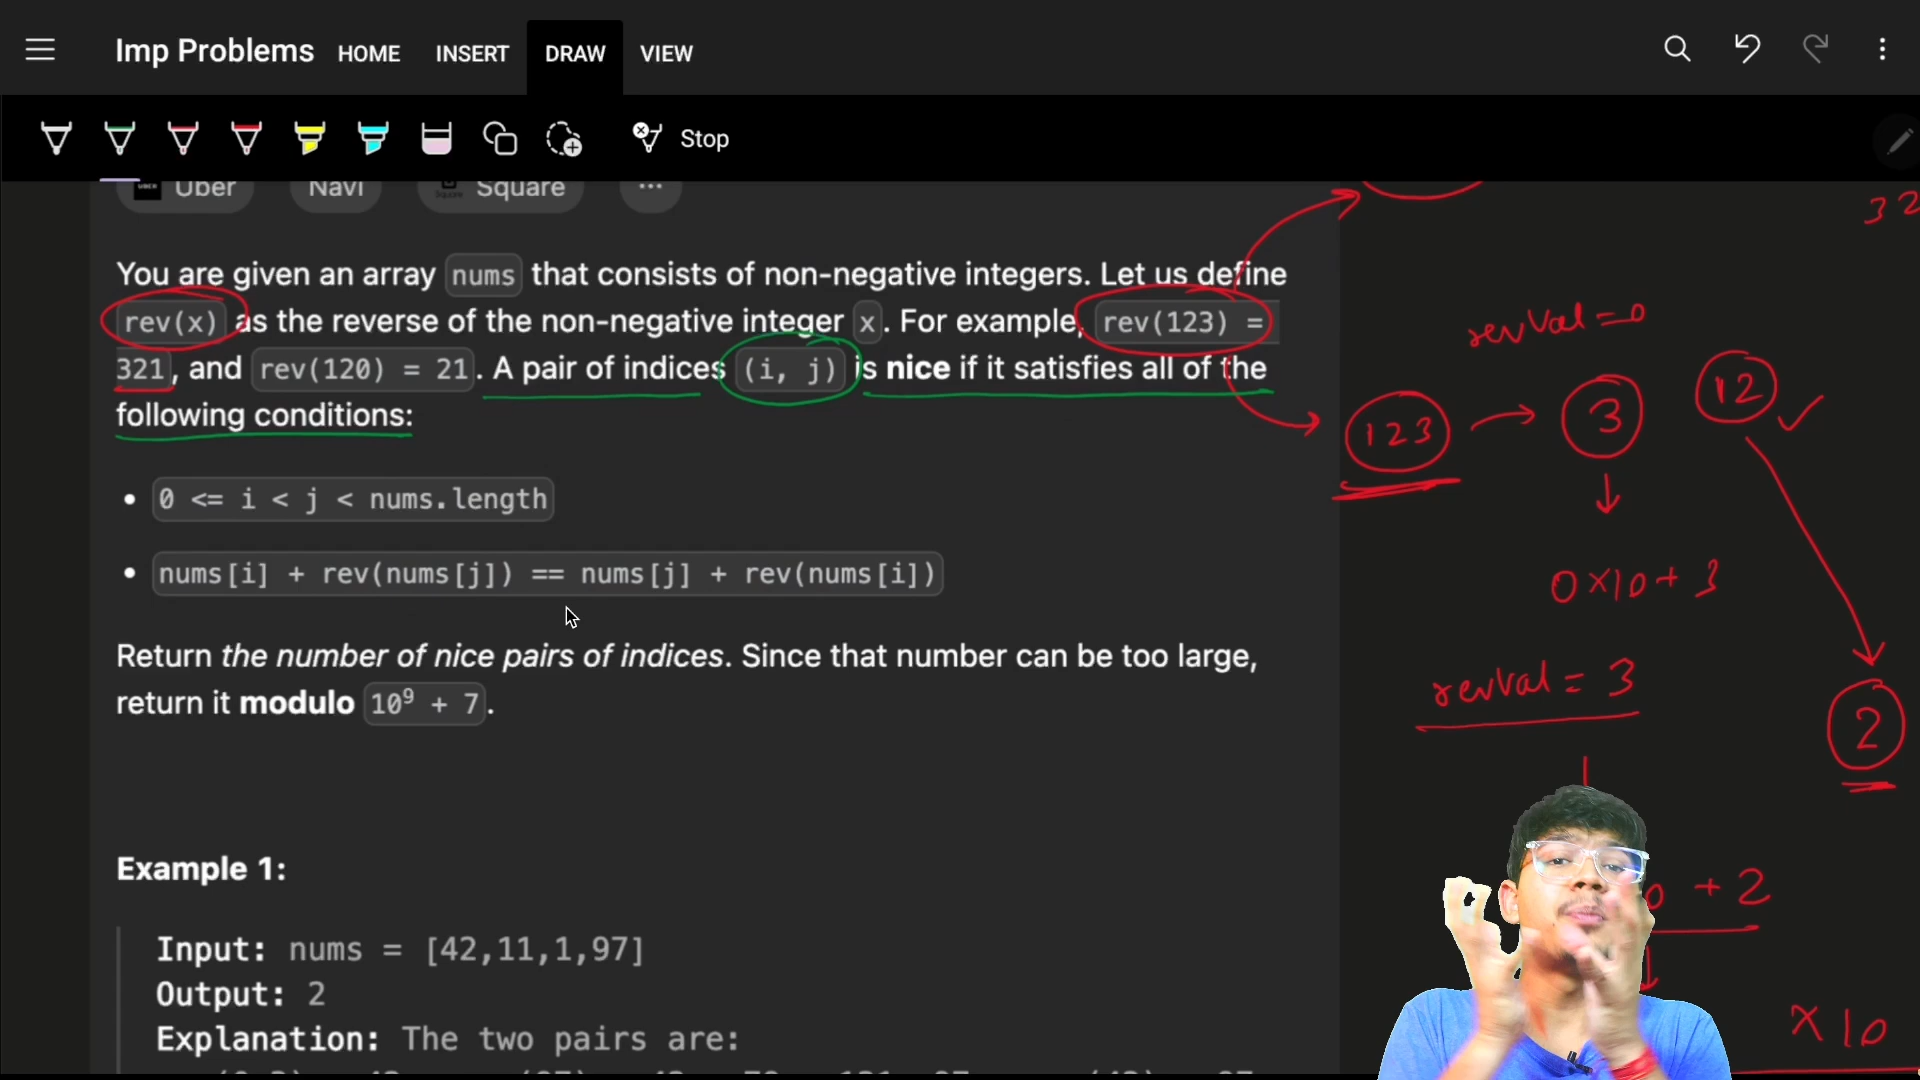 Imp Problems HOME INSERT DRAW VIEW
Stop
Uber Navi Square ...
You are given an array nums that consists of non-negative integers. Let us define
rev(x) as the reverse of the non-negative integer x. For example, rev(123) =
321, and rev(120) = 21. A pair of indices (i, j) is nice if it satisfies all of the
following conditions:
• 0 <= i < j < nums.length
• nums[i] + rev(nums[j]) == nums[j] + rev(nums[i])
Return the number of nice pairs of indices. Since that number can be too large,
return it modulo 10⁹ + 7.
Example 1:
Input: nums = [42,11,1,97]
Output: 2
Explanation: The two pairs are:
32
revVal = 0
123
3
12
0 x 10 + 3
revVal = 3
2
0 + 2
x 10